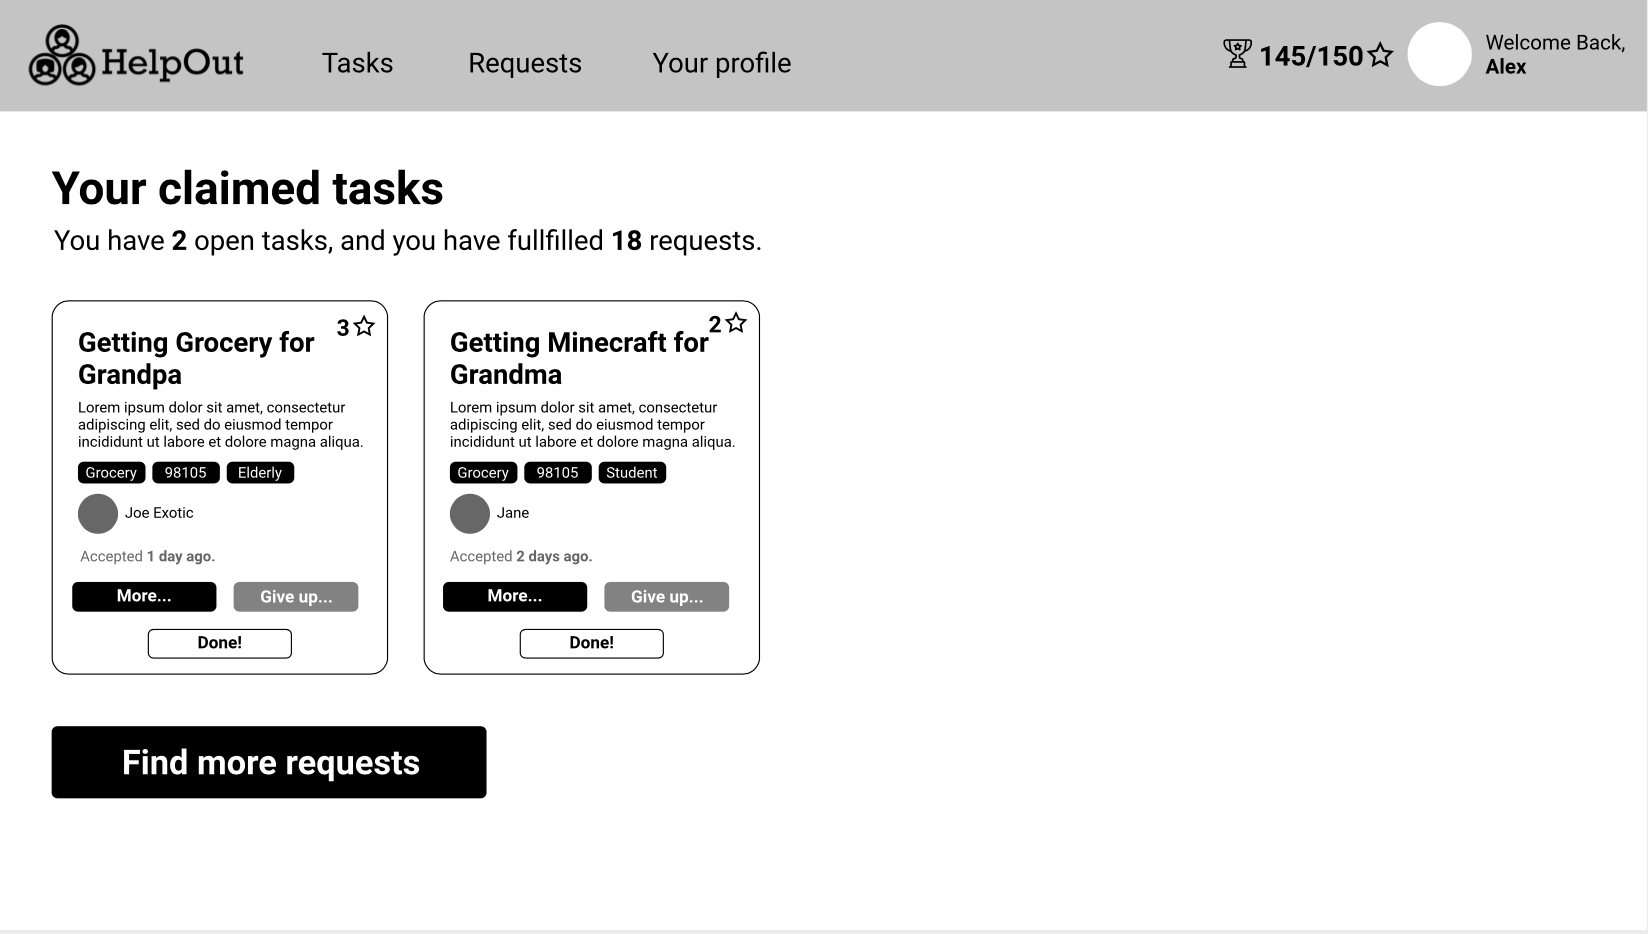 HelpOut
Tasks
Requests
Your profile
145/150
Welcome Back,
Alex
Your claimed tasks
You have 2 open tasks, and you have fullfilled 18 requests.
3
Getting Grocery for
Grandpa
Lorem ipsum dolor sit amet, consectetur
adipiscing elit, sed do eiusmod tempor
incididunt ut labore et dolore magna aliqua.
Grocery
98105
Elderly
Joe Exotic
Accepted 1 day ago.
More...
Give up...
Done!
2
Getting Minecraft for
Grandma
Lorem ipsum dolor sit amet, consectetur
adipiscing elit, sed do eiusmod tempor
incididunt ut labore et dolore magna aliqua.
Grocery
98105
Student
Jane
Accepted 2 days ago.
More...
Give up...
Done!
Find more requests